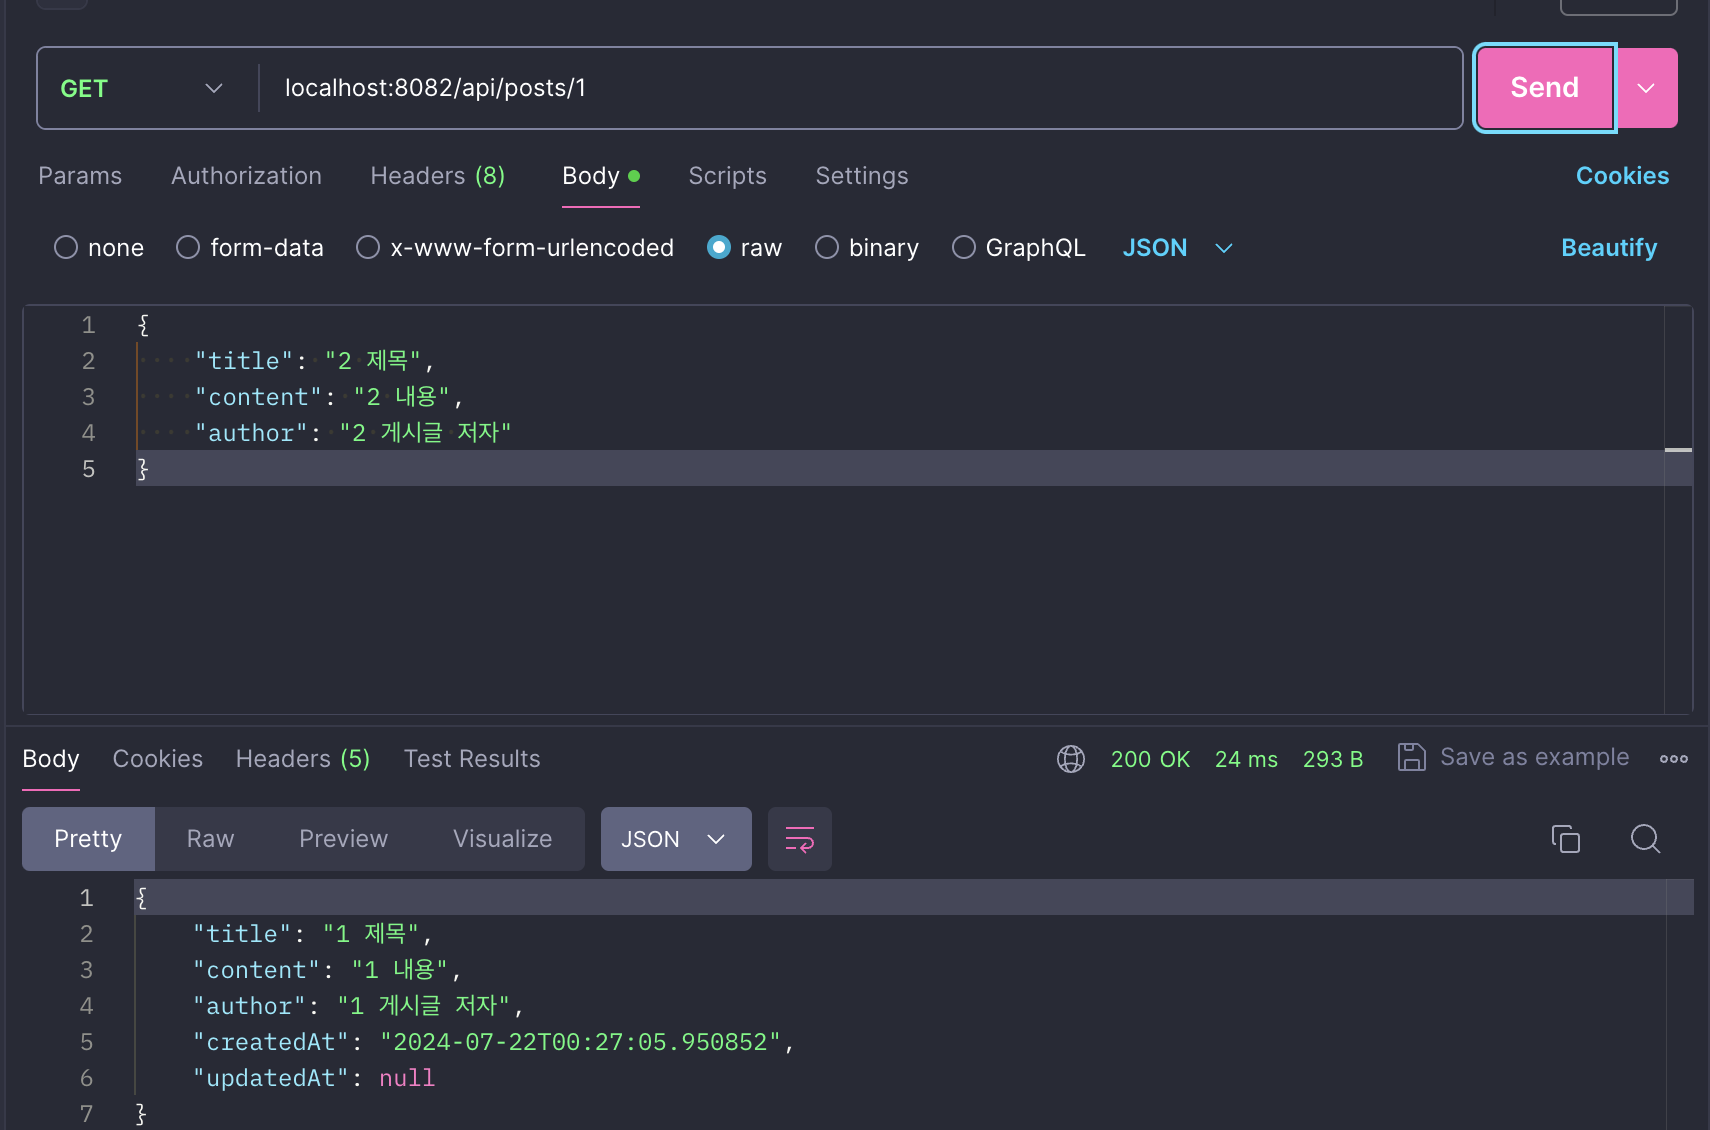 GET localhost:8082/api/posts/1 Send
Params Authorization Headers (8) Body Scripts Settings Cookies
none form-data x-www-form-urlencoded raw binary GraphQL JSON Beautify
1 {
2 "title": "2 제목",
3 "content": "2 내용",
4 "author": "2 게시글 저자"
5 }
Body Cookies Headers (5) Test Results 200 OK 24 ms 293 B Save as example
Pretty Raw Preview Visualize JSON
1 {
2 "title": "1 제목",
3 "content": "1 내용",
4 "author": "1 게시글 저자",
5 "createdAt": "2024-07-22T00:27:05.950852",
6 "updatedAt": null
7 }